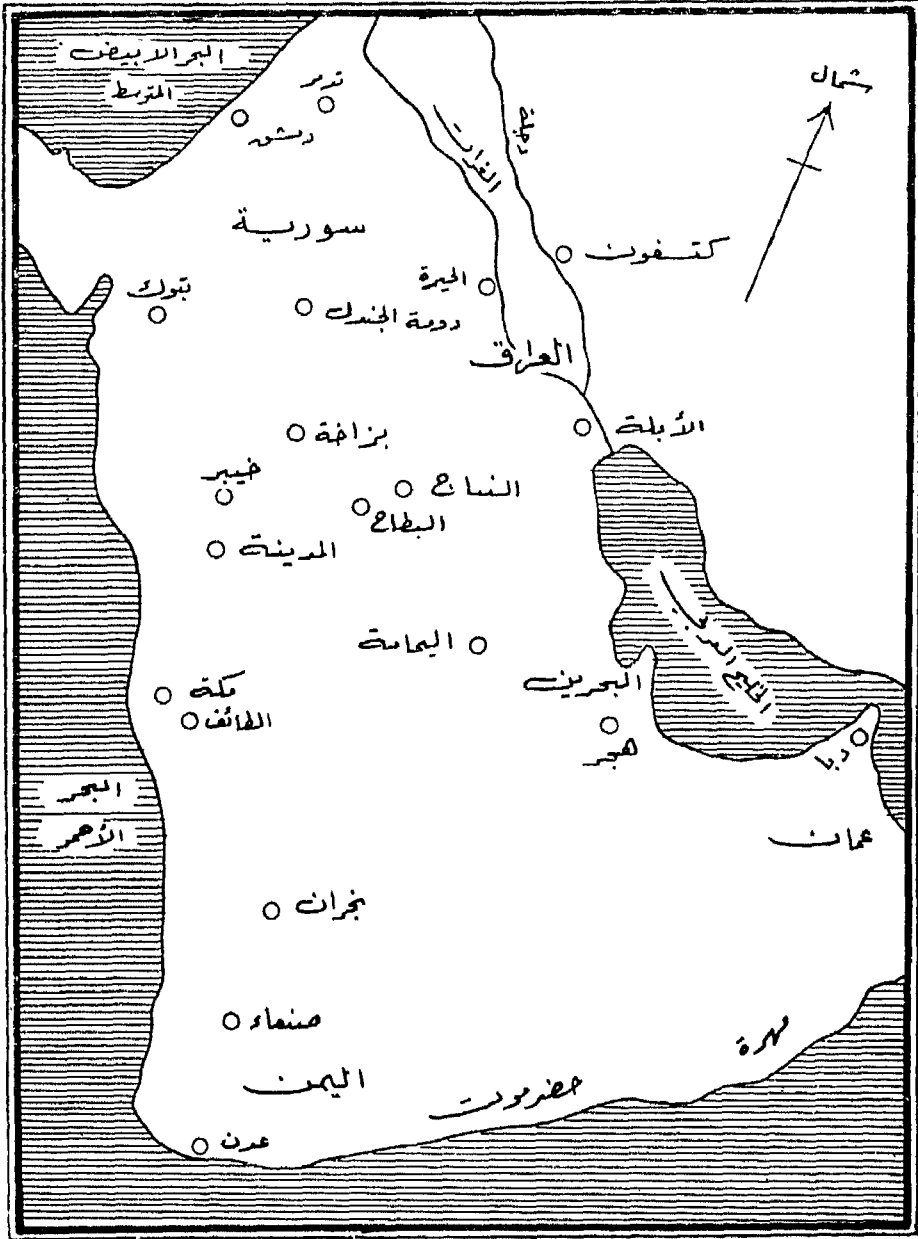 البحر الابيض
المتوسط
شمال
تدمر
دمشق
دجلة
الفرات
سورية
كتسفون
الحيرة
تبوك
دومة الجندل
العراق
الأبلة
بزاخة
خيبر
النباج
البطاح
المدينة
الخليج العربي
اليمامة
البحرين
مكة
الطائف
هجر
دبا
البحر
الأحمر
عمان
نجران
صنعاء
مهرة
اليمن
حضرموت
عدن